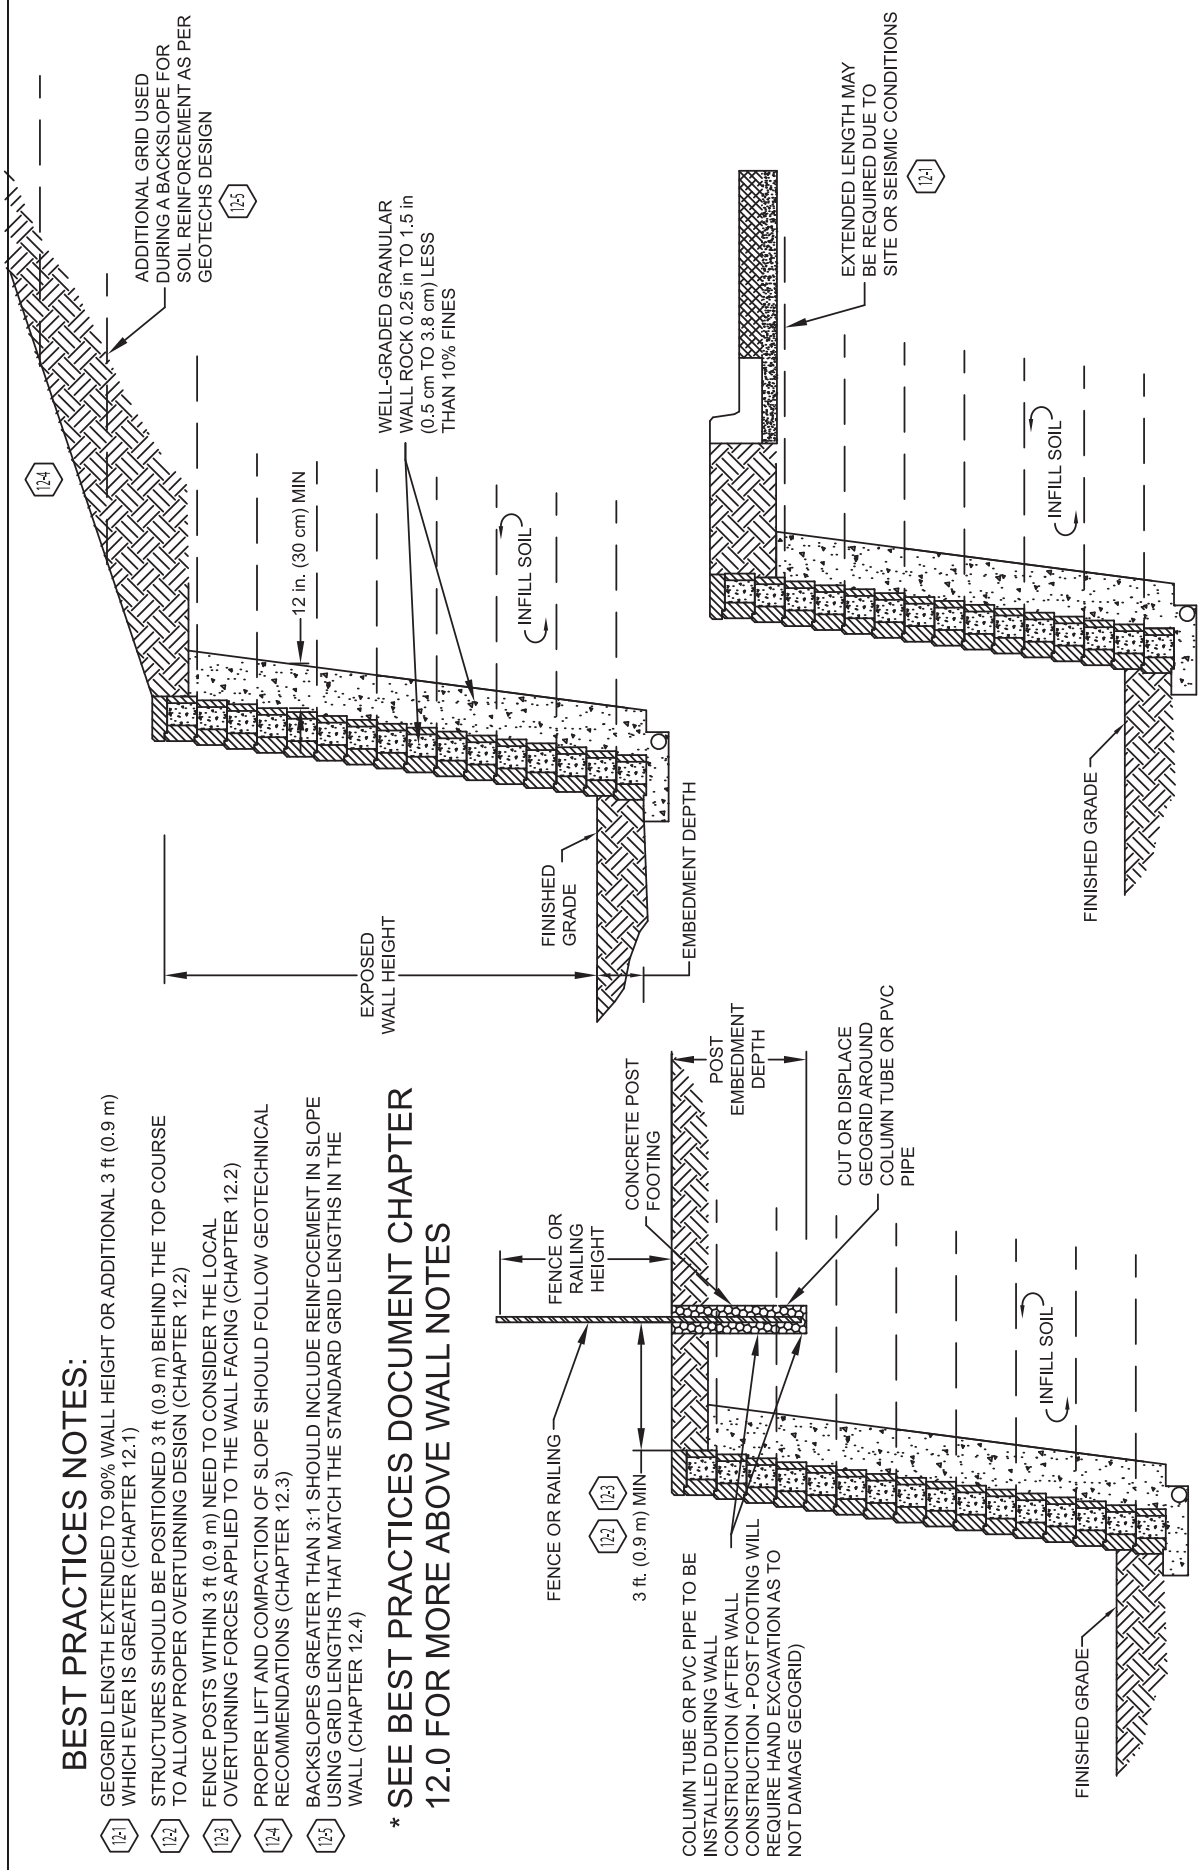 BEST PRACTICES NOTES:
12-1
GEOGRID LENGTH EXTENDED TO 90% WALL HEIGHT OR ADDITIONAL 3 ft (0.9 m)
WHICH EVER IS GREATER (CHAPTER 12.1)
12-2
STRUCTURES SHOULD BE POSITIONED 3 ft (0.9 m) BEHIND THE TOP COURSE
TO ALLOW PROPER OVERTURNING DESIGN (CHAPTER 12.2)
12-3
FENCE POSTS WITHIN 3 ft (0.9 m) NEED TO CONSIDER THE LOCAL
OVERTURNING FORCES APPLIED TO THE WALL FACING (CHAPTER 12.2)
12-4
PROPER LIFT AND COMPACTION OF SLOPE SHOULD FOLLOW GEOTECHNICAL
RECOMMENDATIONS (CHAPTER 12.3)
12-5
BACKSLOPES GREATER THAN 3:1 SHOULD INCLUDE REINFOCEMENT IN SLOPE
USING GRID LENGTHS THAT MATCH THE STANDARD GRID LENGTHS IN THE
WALL (CHAPTER 12.4)
* SEE BEST PRACTICES DOCUMENT CHAPTER
12.0 FOR MORE ABOVE WALL NOTES
12-4
ADDITIONAL GRID USED
DURING A BACKSLOPE FOR
SOIL REINFORCEMENT AS PER
GEOTECHS DESIGN
12-5
12 in. (30 cm) MIN
WELL-GRADED GRANULAR
WALL ROCK 0.25 in TO 1.5 in
(0.5 cm TO 3.8 cm) LESS
THAN 10% FINES
EXPOSED
WALL HEIGHT
INFILL SOIL
FINISHED
GRADE
EMBEDMENT DEPTH
FENCE OR RAILING
FENCE OR
RAILING
HEIGHT
12-2
12-3
3 ft. (0.9 m) MIN
CONCRETE POST
FOOTING
POST
EMBEDMENT
DEPTH
COLUMN TUBE OR PVC PIPE TO BE
INSTALLED DURING WALL
CONSTRUCTION (AFTER WALL
CONSTRUCTION - POST FOOTING WILL
REQUIRE HAND EXCAVATION AS TO
NOT DAMAGE GEOGRID)
CUT OR DISPLACE
GEOGRID AROUND
COLUMN TUBE OR PVC
PIPE
INFILL SOIL
FINISHED GRADE
EXTENDED LENGTH MAY
BE REQUIRED DUE TO
SITE OR SEISMIC CONDITIONS
12-1
INFILL SOIL
FINISHED GRADE